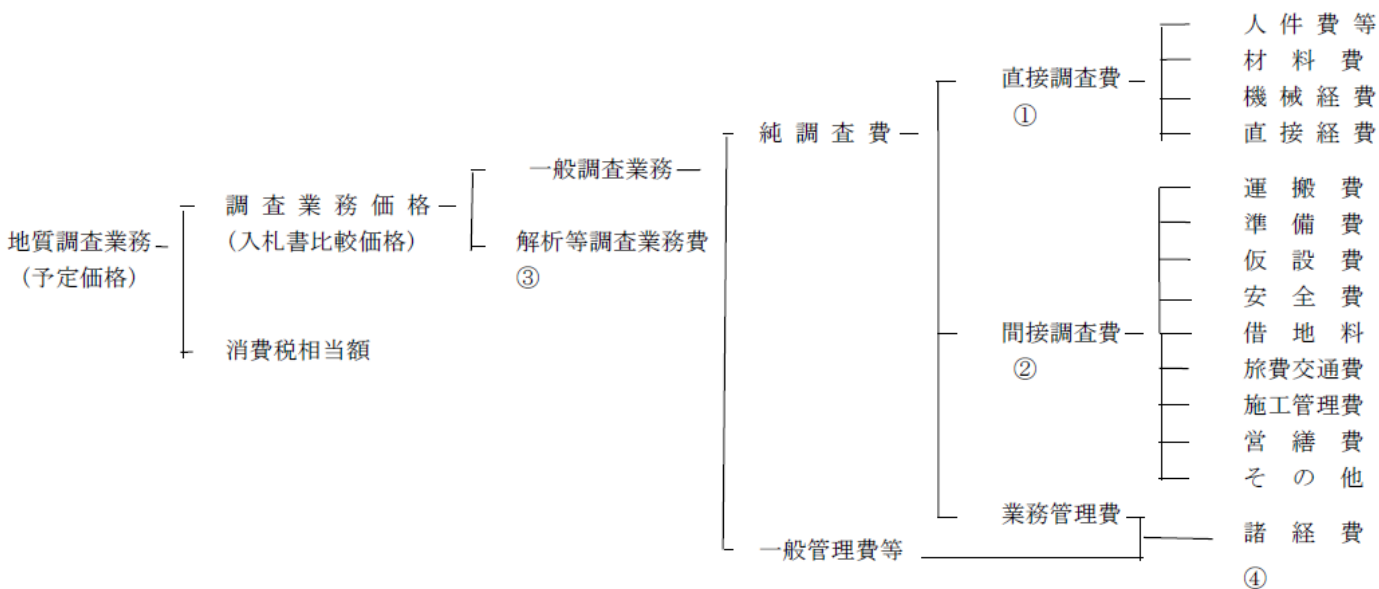 地質調査業務
(予定価格)
調査業務価格
(入札書比較価格)
消費税相当額
一般調査業務
解析等調査業務費
③
純調査費
一般管理費等
直接調査費
①
間接調査費
②
業務管理費
人件費等
材料費
機械経費
直接経費
運搬費
準備費
仮設費
安全費
借地料
旅費交通費
施工管理費
営繕費
その他
諸経費
④